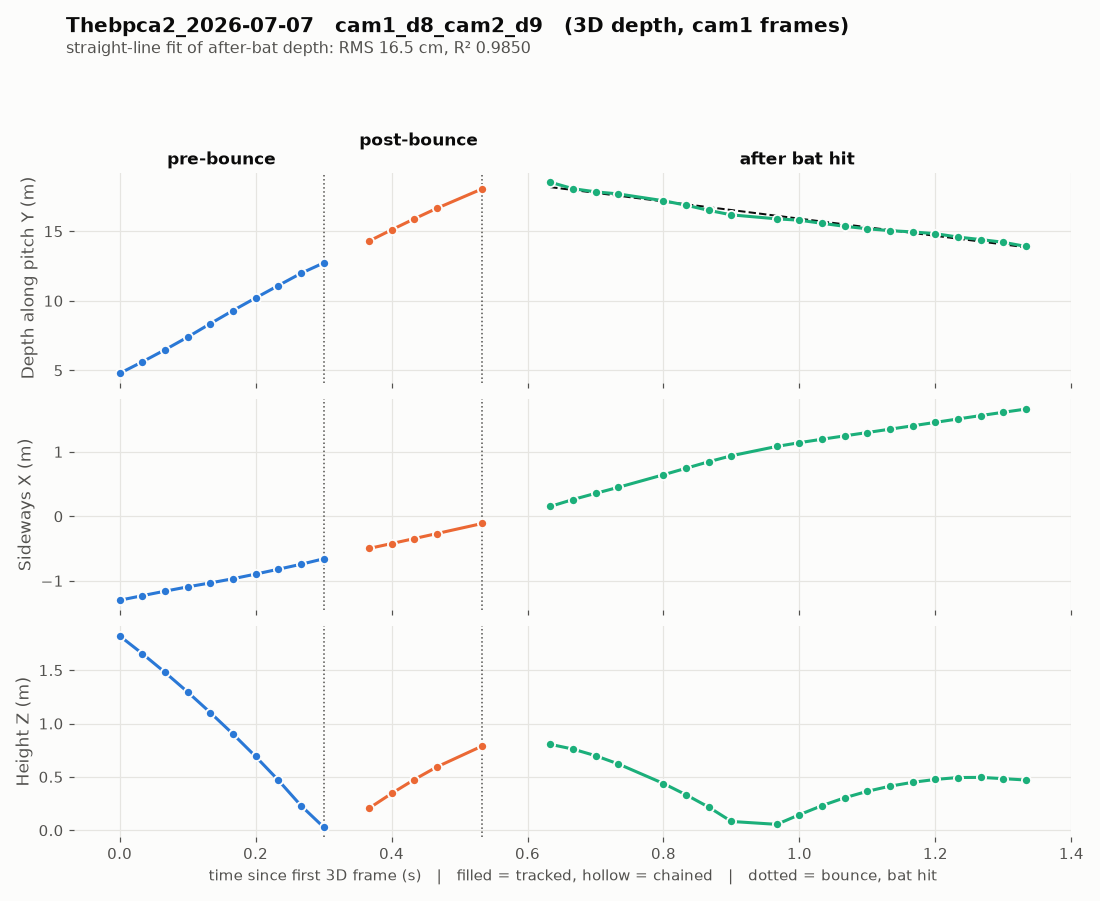 Thebpca2_2026-07-07   cam1_d8_cam2_d9   (3D depth, cam1 frames)
straight-line fit of after-bat depth: RMS 16.5 cm, R² 0.9850
pre-bounce
post-bounce
after bat hit
Depth along pitch Y (m)
15
10
5
Sideways X (m)
1
0
−1
Height Z (m)
1.5
1.0
0.5
0.0
0.0 0.2 0.4 0.6 0.8 1.0 1.2 1.4
time since first 3D frame (s)   |   filled = tracked, hollow = chained   |   dotted = bounce, bat hit